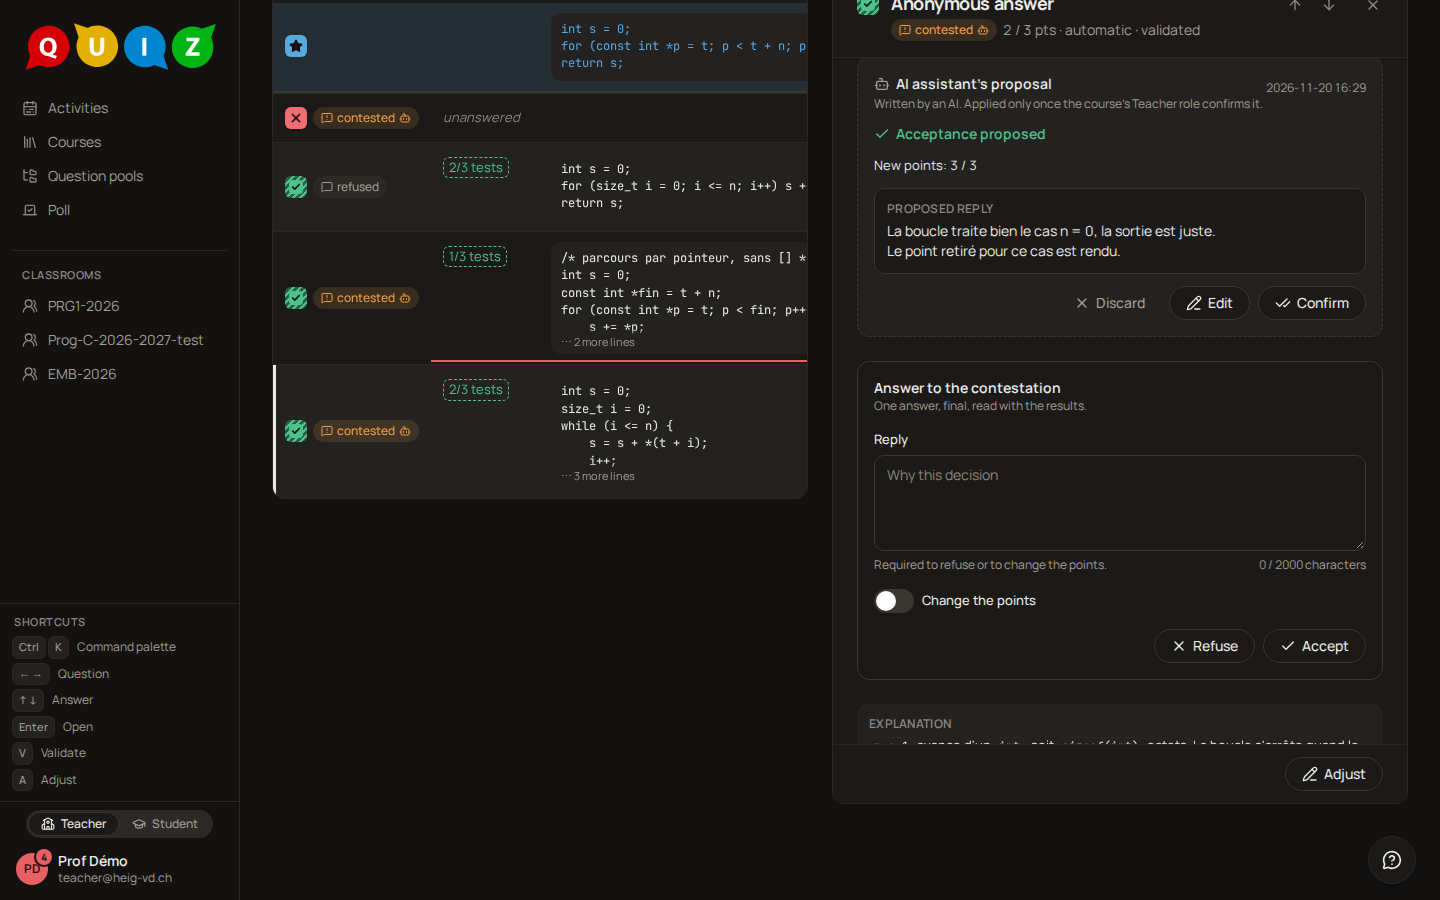 Q U I Z
Activities
Courses
Question pools
Poll
CLASSROOMS
PRG1-2026
Prog-C-2026-2027-test
EMB-2026
SHORTCUTS
Ctrl K Command palette
← → Question
↑ ↓ Answer
Enter Open
V Validate
A Adjust
Teacher Student
PD 4 Prof Démo
teacher@heig-vd.ch
int s = 0;
for (const int *p = t; p < t + n; p
return s;
contested unanswered
refused 2/3 tests
int s = 0;
for (size_t i = 0; i <= n; i++) s +
return s;
contested 1/3 tests
/* parcours par pointeur, sans [] *
int s = 0;
const int *fin = t + n;
for (const int *p = t; p < fin; p++
s += *p;
··· 2 more lines
contested 2/3 tests
int s = 0;
size_t i = 0;
while (i <= n) {
s = s + *(t + i);
i++;
··· 3 more lines
Anonymous answer
contested 2 / 3 pts · automatic · validated
AI assistant's proposal 2026-11-20 16:29
Written by an AI. Applied only once the course's Teacher role confirms it.
Acceptance proposed
New points: 3 / 3
PROPOSED REPLY
La boucle traite bien le cas n = 0, la sortie est juste.
Le point retiré pour ce cas est rendu.
Discard Edit Confirm
Answer to the contestation
One answer, final, read with the results.
Reply
Why this decision
Required to refuse or to change the points. 0 / 2000 characters
Change the points
Refuse Accept
EXPLANATION
Adjust